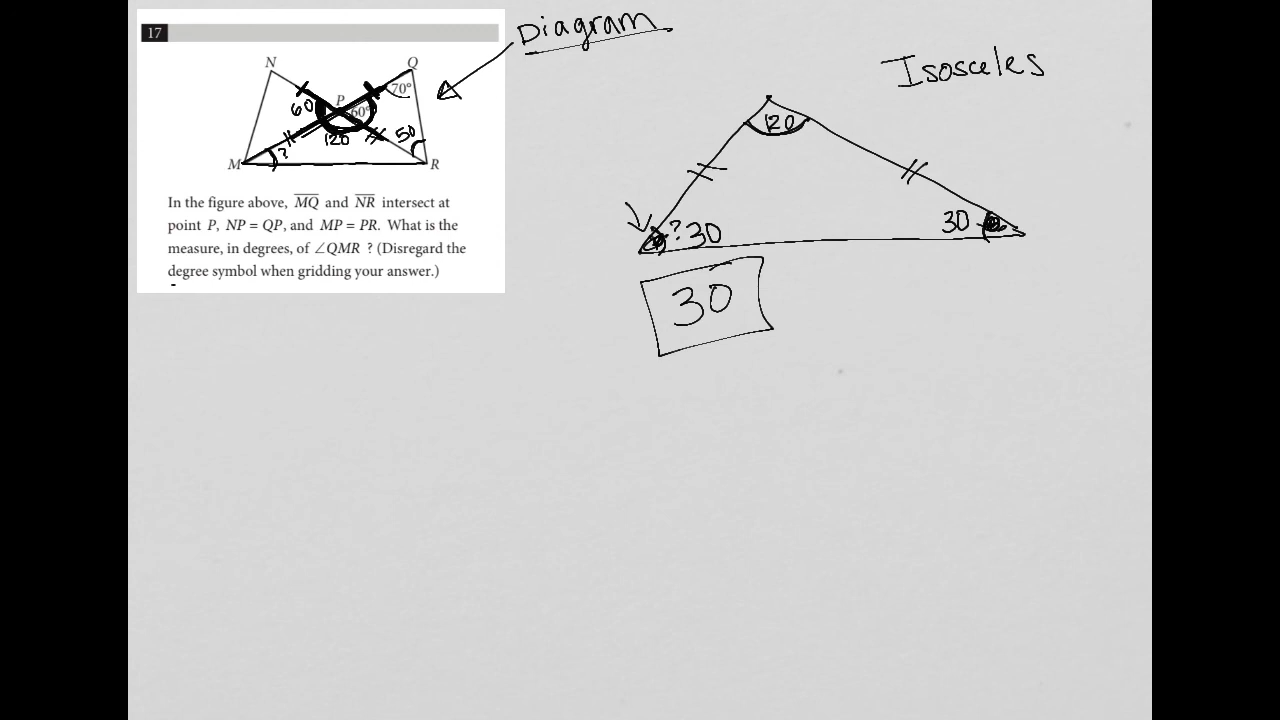 17
Diagram
Isosceles
N
Q
P
70°
60
60°
120
50
?
M
R
In the figure above, MQ and NR intersect at
point P, NP = QP, and MP = PR. What is the
measure, in degrees, of ∠QMR ? (Disregard the
degree symbol when gridding your answer.)
120
? 30
30
30